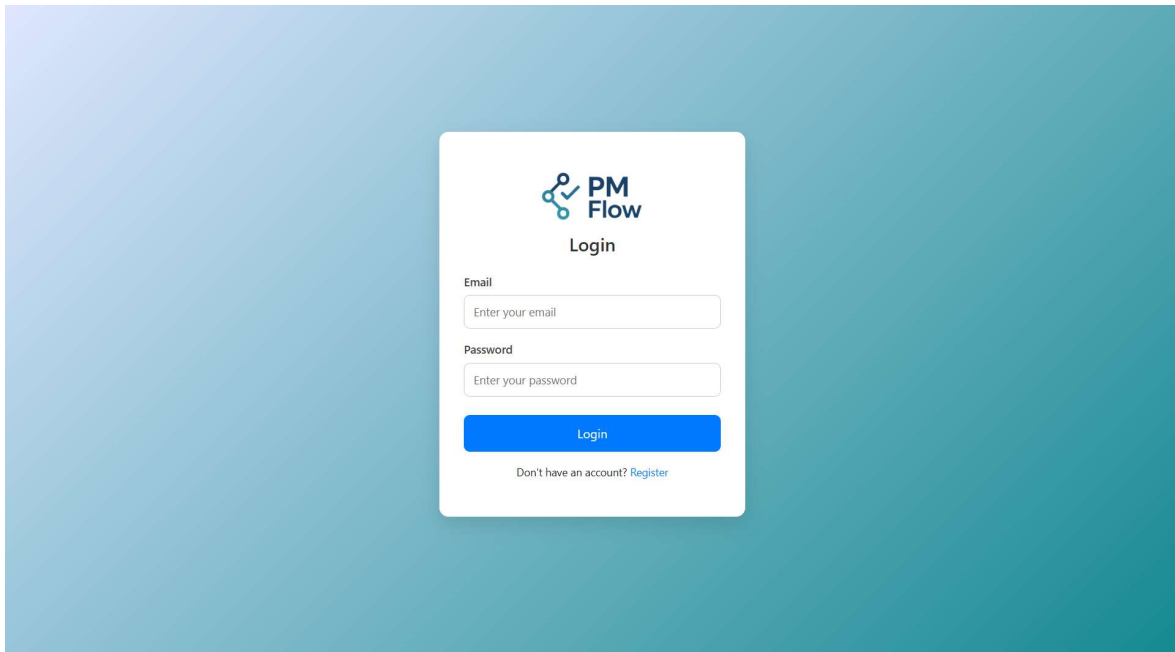 PM
Flow
Login
Email
Enter your email
Password
Enter your password
Login
Don't have an account? Register